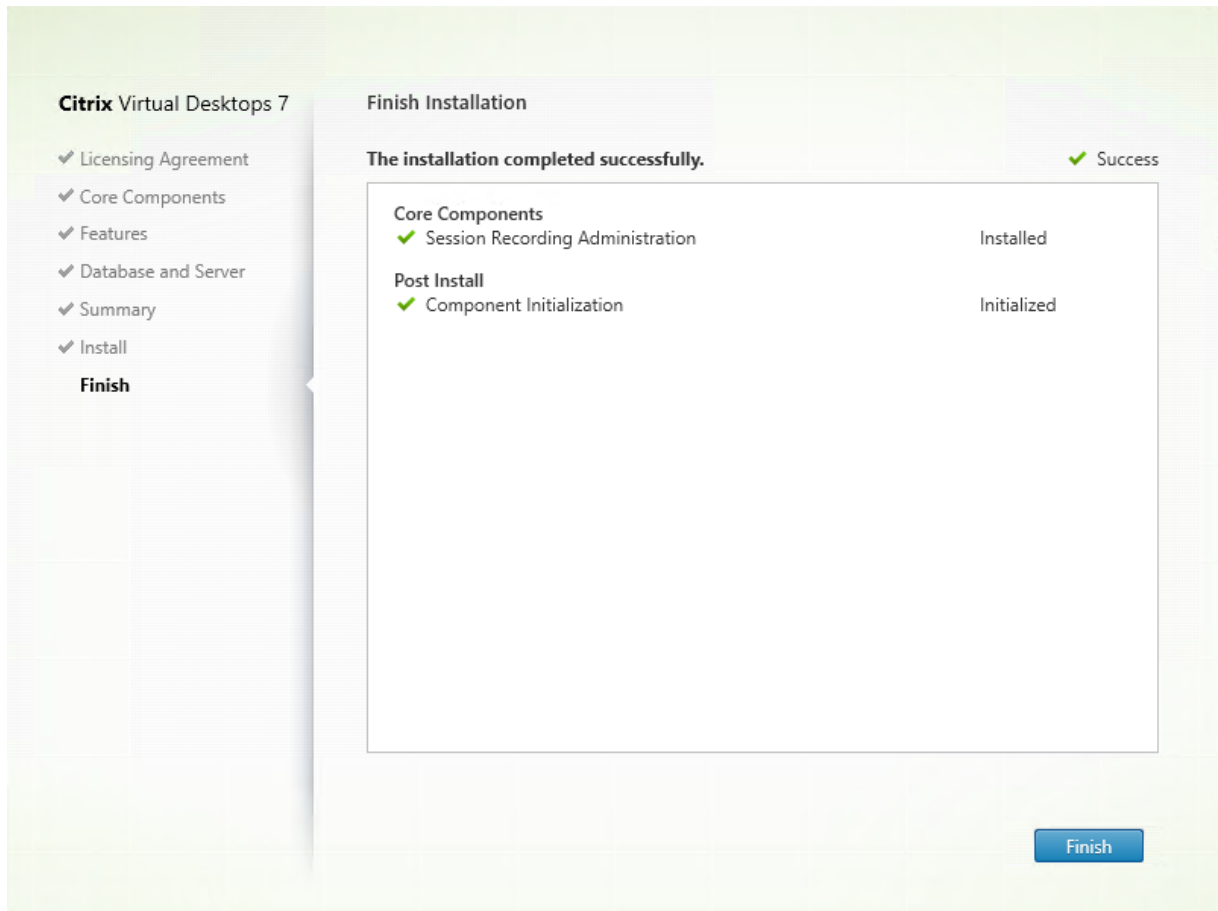 Citrix Virtual Desktops 7
Licensing Agreement
Core Components
Features
Database and Server
Summary
Install
Finish
Finish Installation
The installation completed successfully. Success
Core Components
Session Recording Administration Installed
Post Install
Component Initialization Initialized
Finish